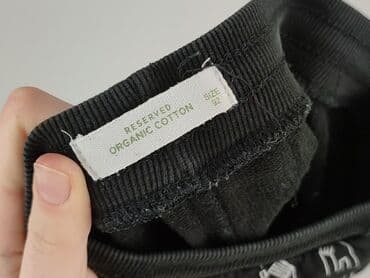 RESERVED
ORGANIC COTTON
SIZE
92